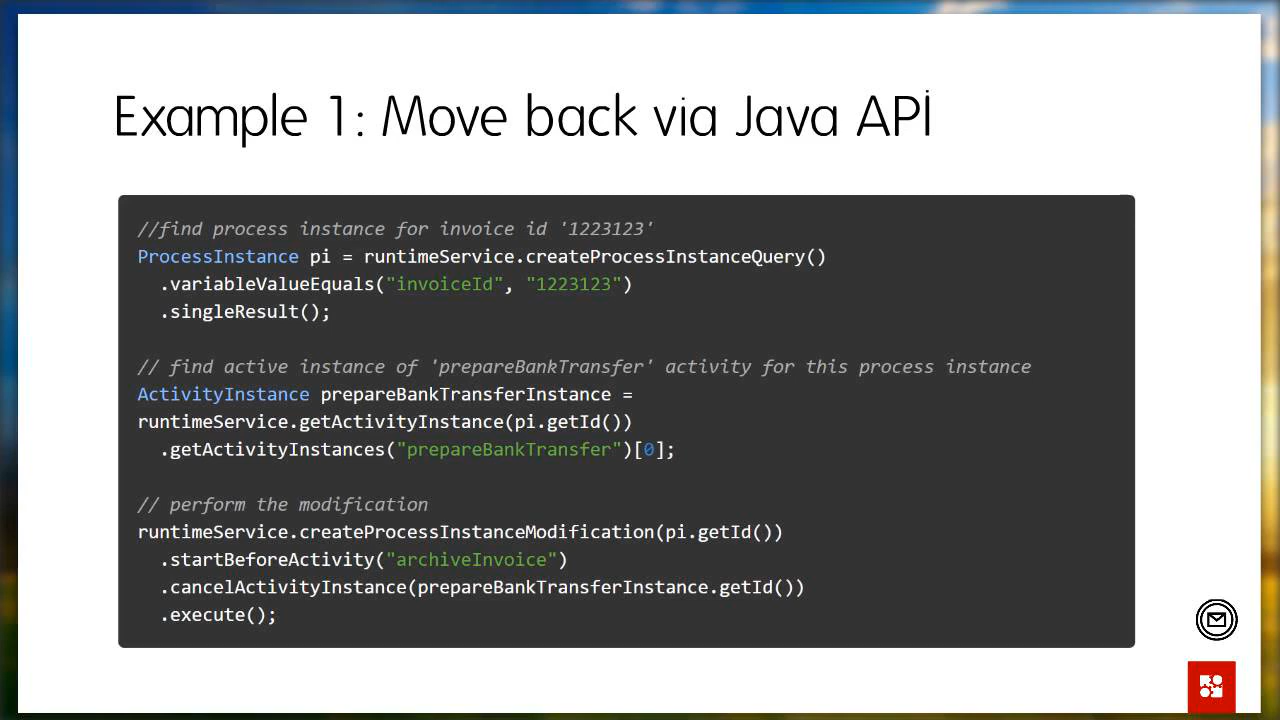 Example 1: Move back via Java API
//find process instance for invoice id '1223123'
ProcessInstance pi = runtimeService.createProcessInstanceQuery()
  .variableValueEquals("invoiceId", "1223123")
  .singleResult();
// find active instance of 'prepareBankTransfer' activity for this process instance
ActivityInstance prepareBankTransferInstance =
runtimeService.getActivityInstance(pi.getId())
  .getActivityInstances("prepareBankTransfer")[0];
// perform the modification
runtimeService.createProcessInstanceModification(pi.getId())
  .startBeforeActivity("archiveInvoice")
  .cancelActivityInstance(prepareBankTransferInstance.getId())
  .execute();